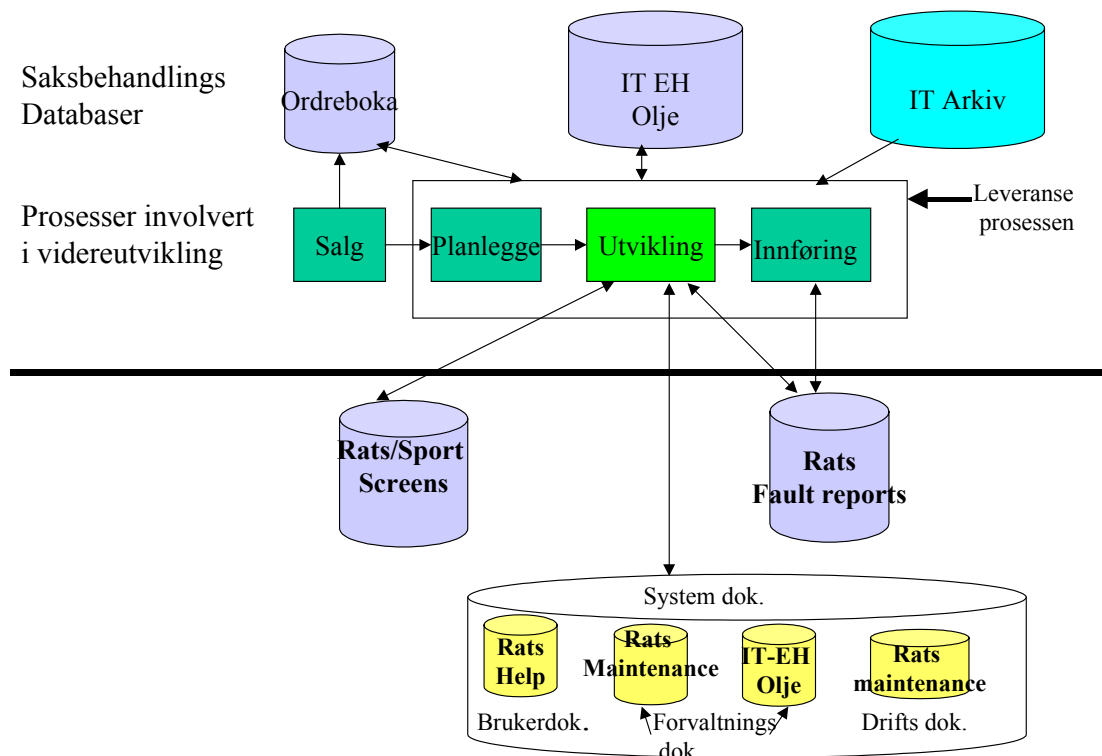 Saksbehandlings
Databaser
Ordreboka
IT EH
Olje
IT Arkiv
Prosesser involvert
i videreutvikling
Salg
Planlegge
Utvikling
Innføring
Leveranse
prosessen
Rats/Sport
Screens
Rats
Fault reports
System dok.
Rats
Help
Rats
Maintenance
IT-EH
Olje
Rats
maintenance
Brukerdok.
Forvaltnings
dok
Drifts dok.